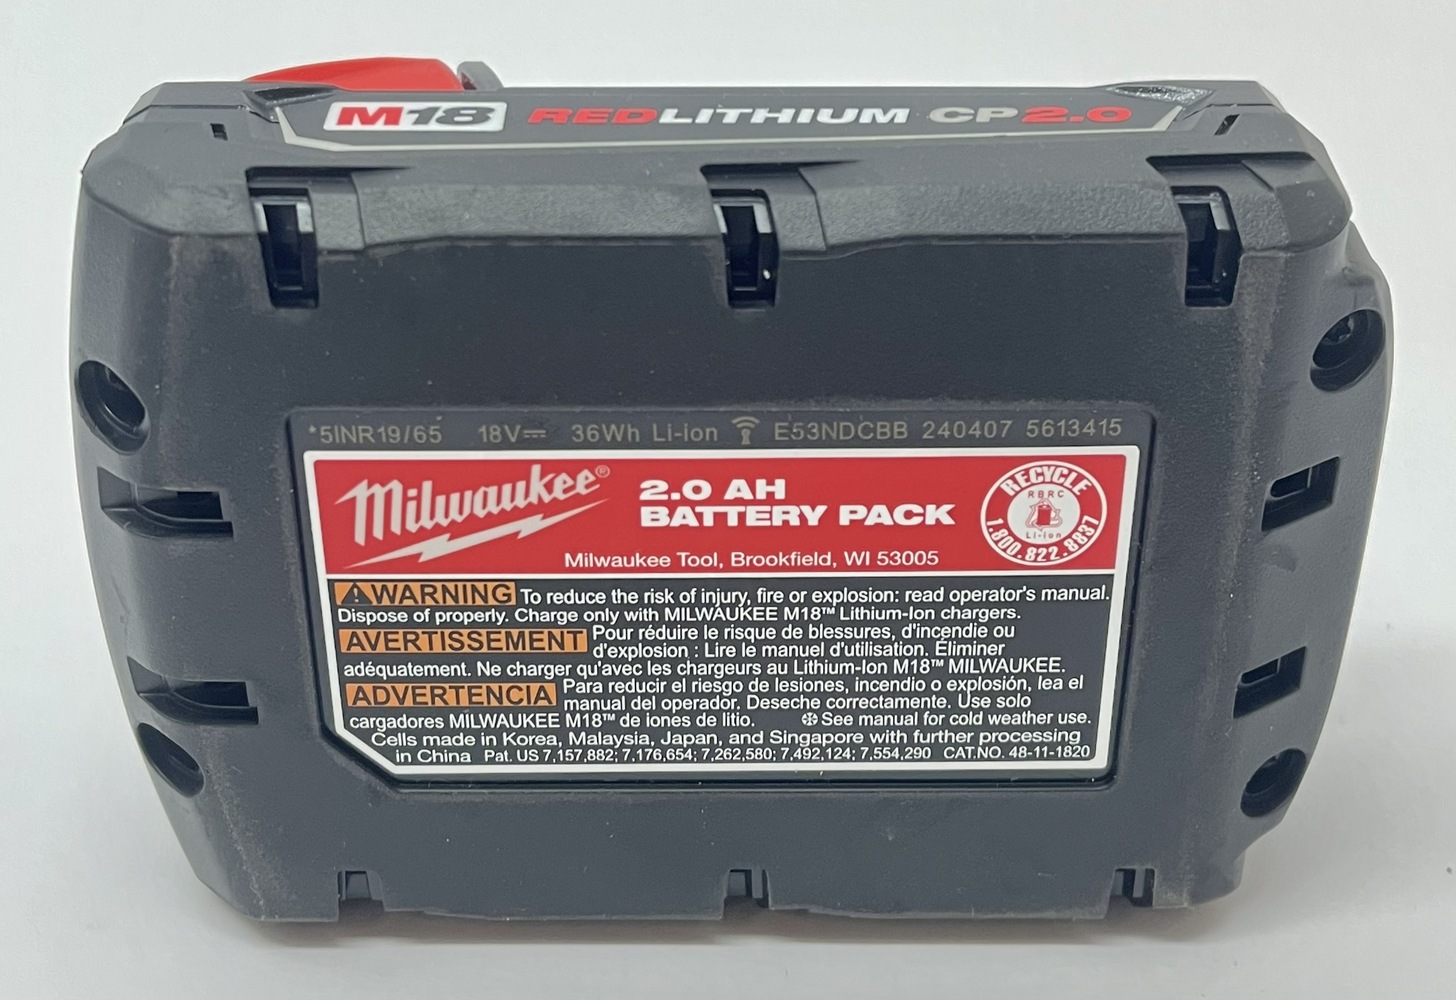 M18 REDLITHIUM CP2.0
*5INR19/65 18V⎓ 36Wh Li-ion E53NDCBB 240407 5613415
Milwaukee®
2.0 AH
BATTERY PACK
Milwaukee Tool, Brookfield, WI 53005
RECYCLE
RBRC
Li-ion
1.800.822.8837
⚠WARNING To reduce the risk of injury, fire or explosion: read operator's manual.
Dispose of properly. Charge only with MILWAUKEE M18™ Lithium-Ion chargers.
AVERTISSEMENT Pour réduire le risque de blessures, d'incendie ou
d'explosion : Lire le manuel d'utilisation. Éliminer
adéquatement. Ne charger qu'avec les chargeurs au Lithium-Ion M18™ MILWAUKEE.
ADVERTENCIA Para reducir el riesgo de lesiones, incendio o explosión, lea el
manual del operador. Deseche correctamente. Use solo
cargadores MILWAUKEE M18™ de iones de litio. ❄ See manual for cold weather use.
Cells made in Korea, Malaysia, Japan, and Singapore with further processing
in China Pat. US 7,157,882; 7,176,654; 7,262,580; 7,492,124; 7,554,290 CAT.NO. 48-11-1820